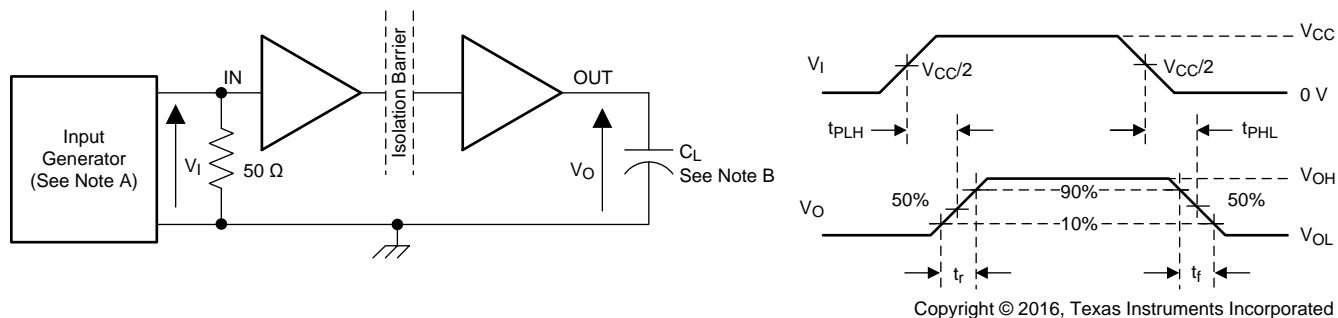 Input
Generator
(See Note A)
V_I
IN
50 Ω
Isolation Barrier
OUT
V_O
C_L
See Note B
V_I
V_CC/2
V_CC/2
V_CC
0 V
t_PLH
t_PHL
V_O
50%
90%
10%
50%
V_OH
V_OL
t_r
t_f
Copyright © 2016, Texas Instruments Incorporated